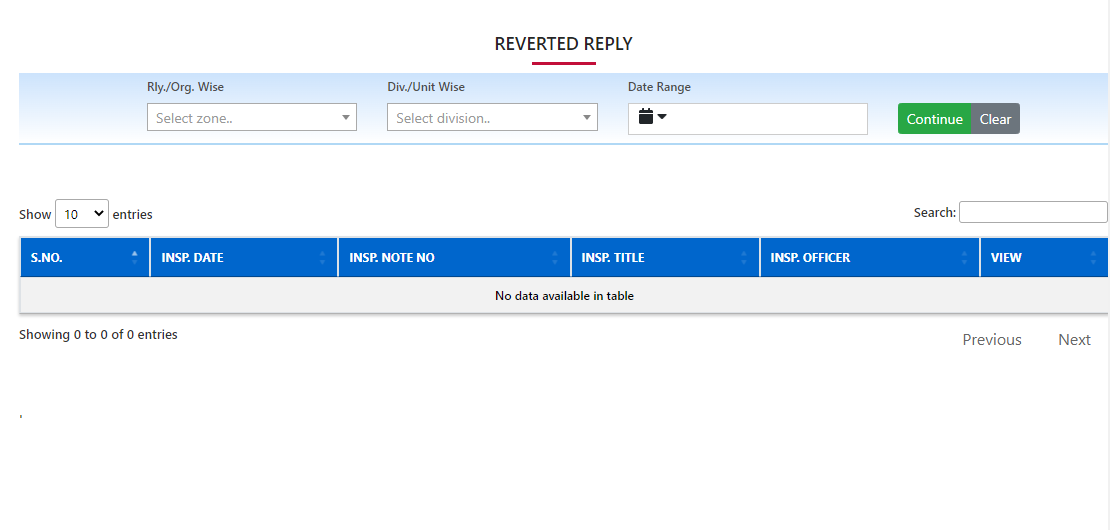 REVERTED REPLY
Rly./Org. Wise Div./Unit Wise Date Range
Select zone.. Select division.. Continue Clear
Show 10 entries Search:
S.NO. INSP. DATE INSP. NOTE NO INSP. TITLE INSP. OFFICER VIEW
No data available in table
Showing 0 to 0 of 0 entries Previous Next